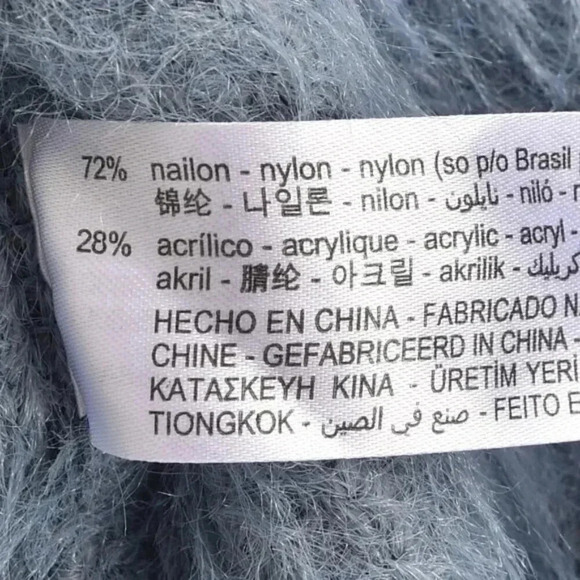 72% nailon - nylon - nylon (so p/o Brasil
锦纶 - 나일론 - nilon - نايلون - niló -
28% acrílico - acrylique - acrylic - acryl -
akril - 腈纶 - 아크릴 - akrilik - كريليك
HECHO EN CHINA - FABRICADO N
CHINE - GEFABRICEERD IN CHINA -
ΚΑΤΑΣΚΕΥΗ ΚΙΝΑ - ÜRETİM YERİ
TIONGKOK - صنع في الصين - FEITO E